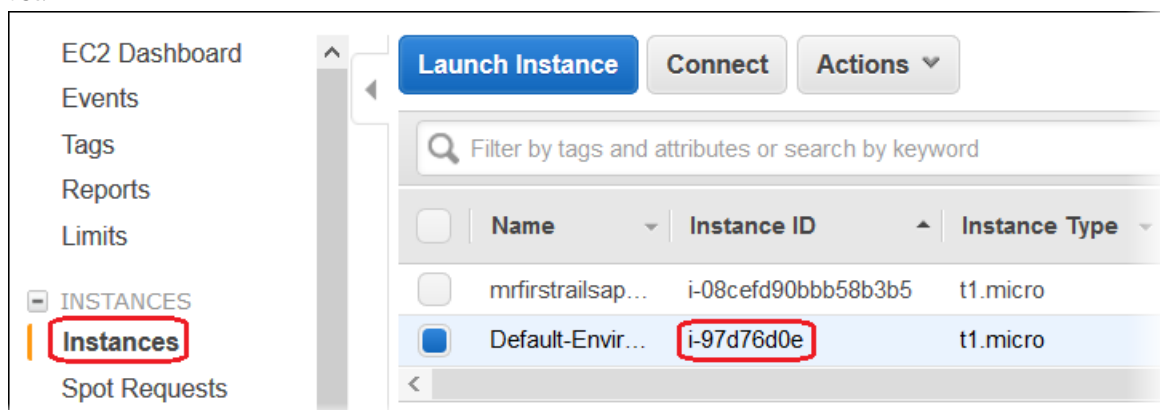 EC2 Dashboard
Events
Tags
Reports
Limits
INSTANCES
Instances
Spot Requests
Launch Instance Connect Actions
Filter by tags and attributes or search by keyword
Name Instance ID Instance Type
mrfirstrailsap... i-08cefd90bbb58b3b5 t1.micro
Default-Envir... i-97d76d0e t1.micro